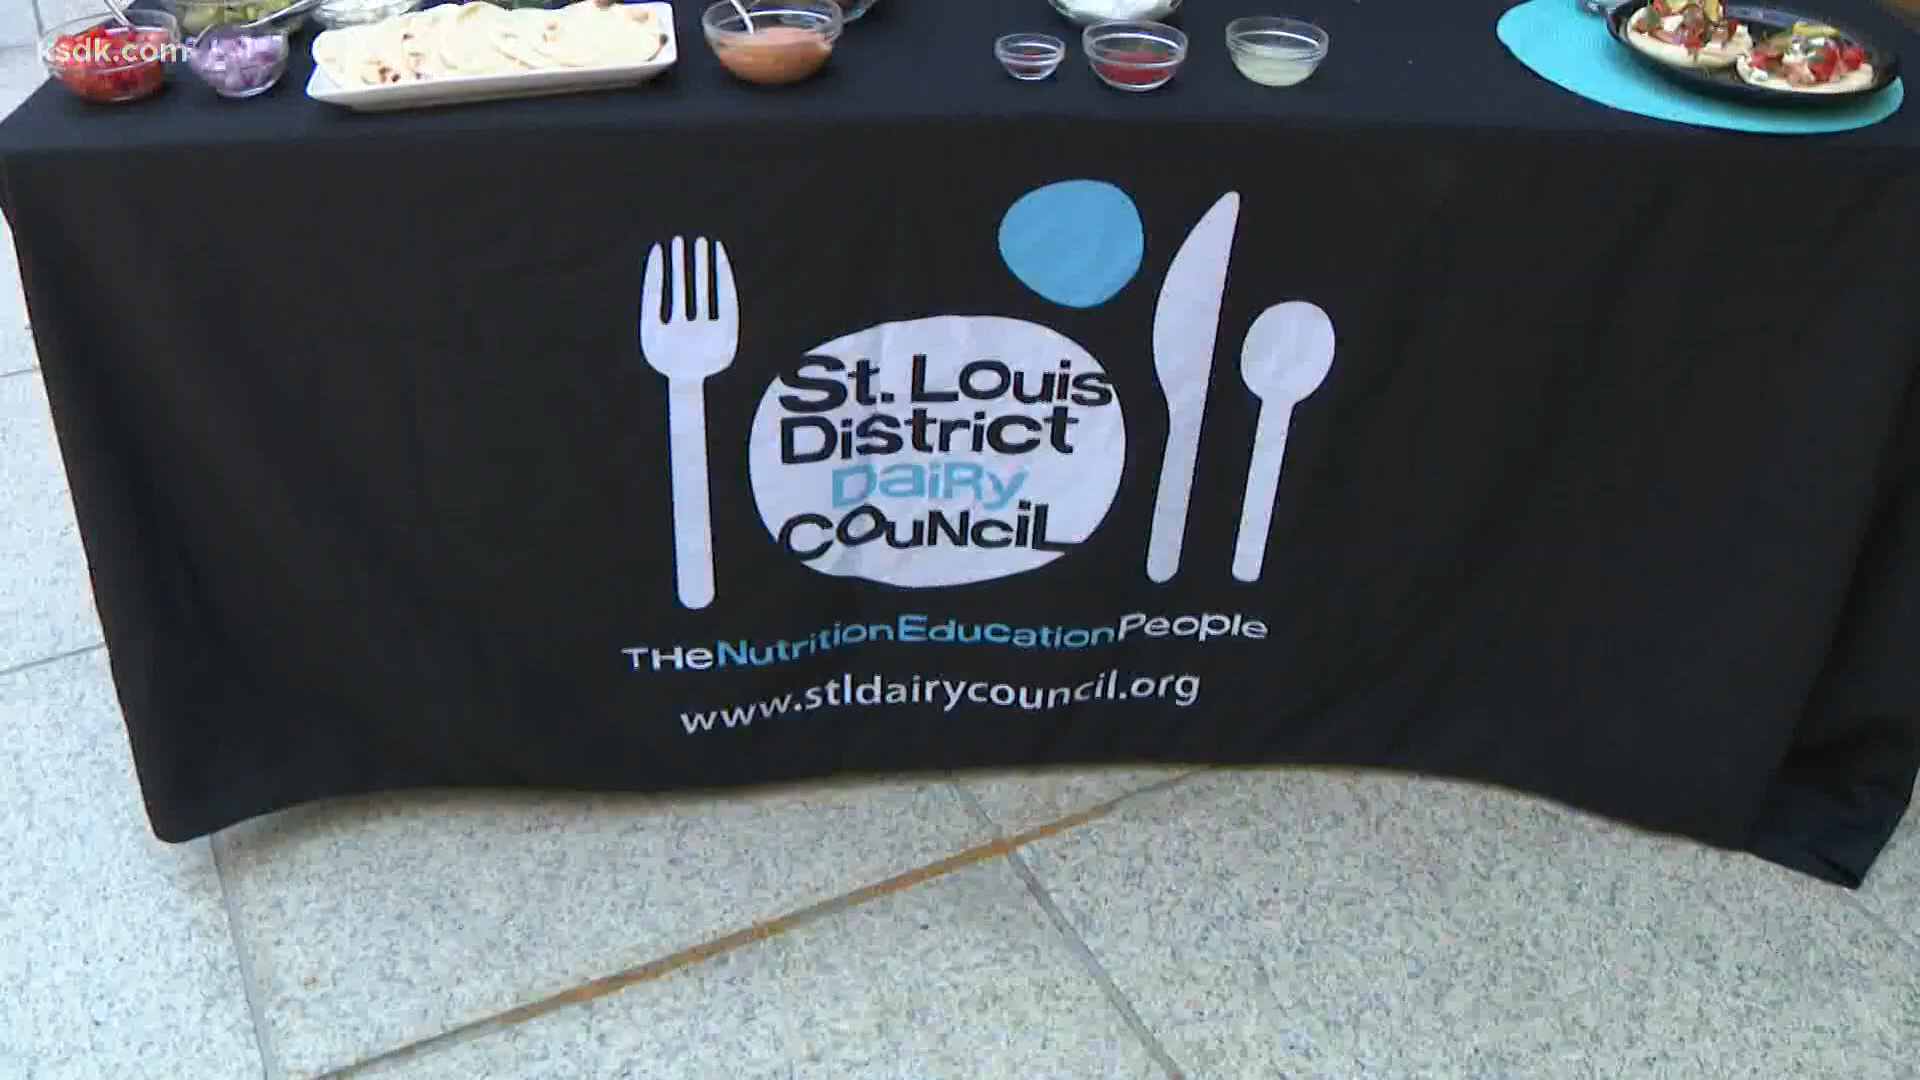 ksdk.com
St. Louis
District
Dairy
Council
THeNutritionEducationPeople
www.stldairycouncil.org